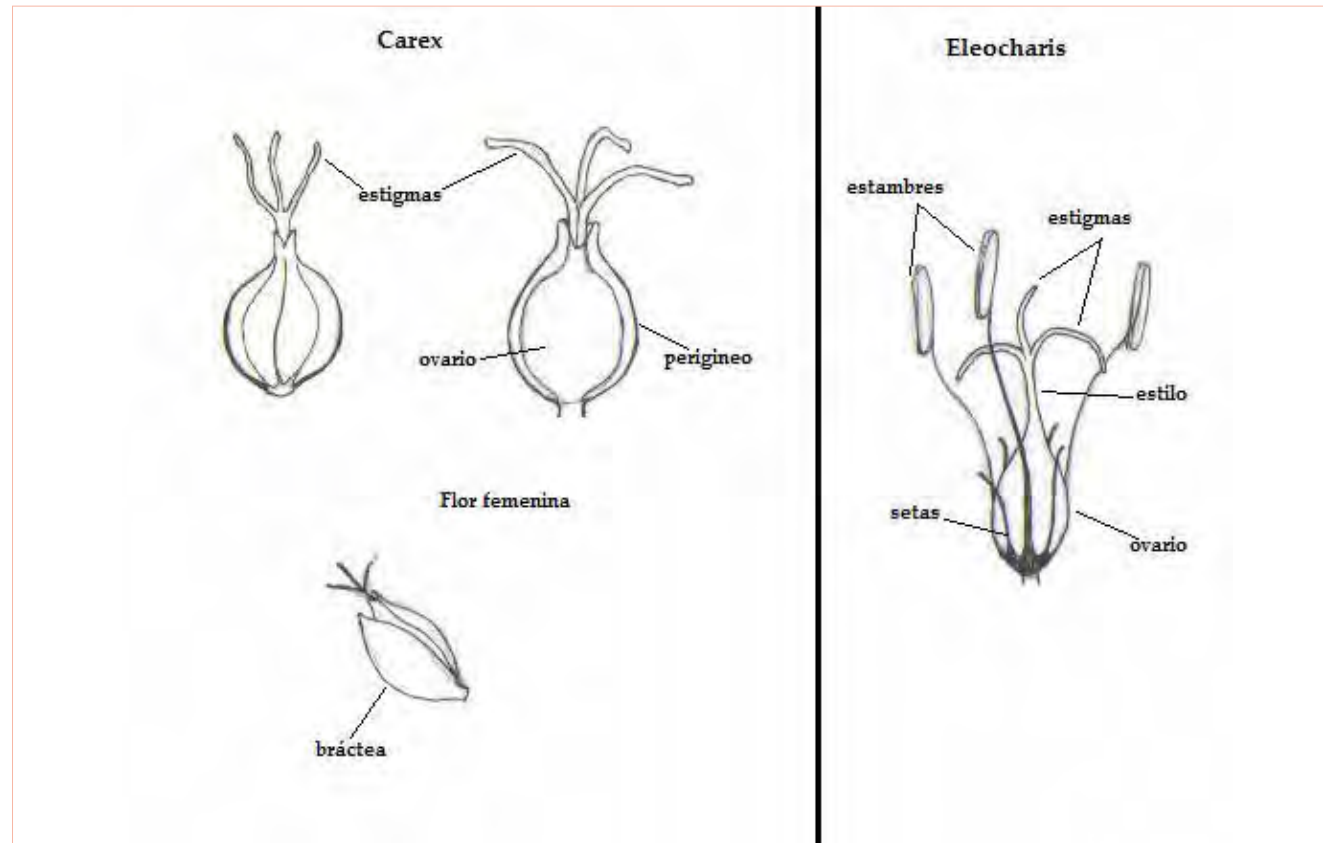 Carex
estigmas
ovario
perigineo
Flor femenina
bráctea
Eleocharis
estambres
estigmas
estilo
setas
ovario